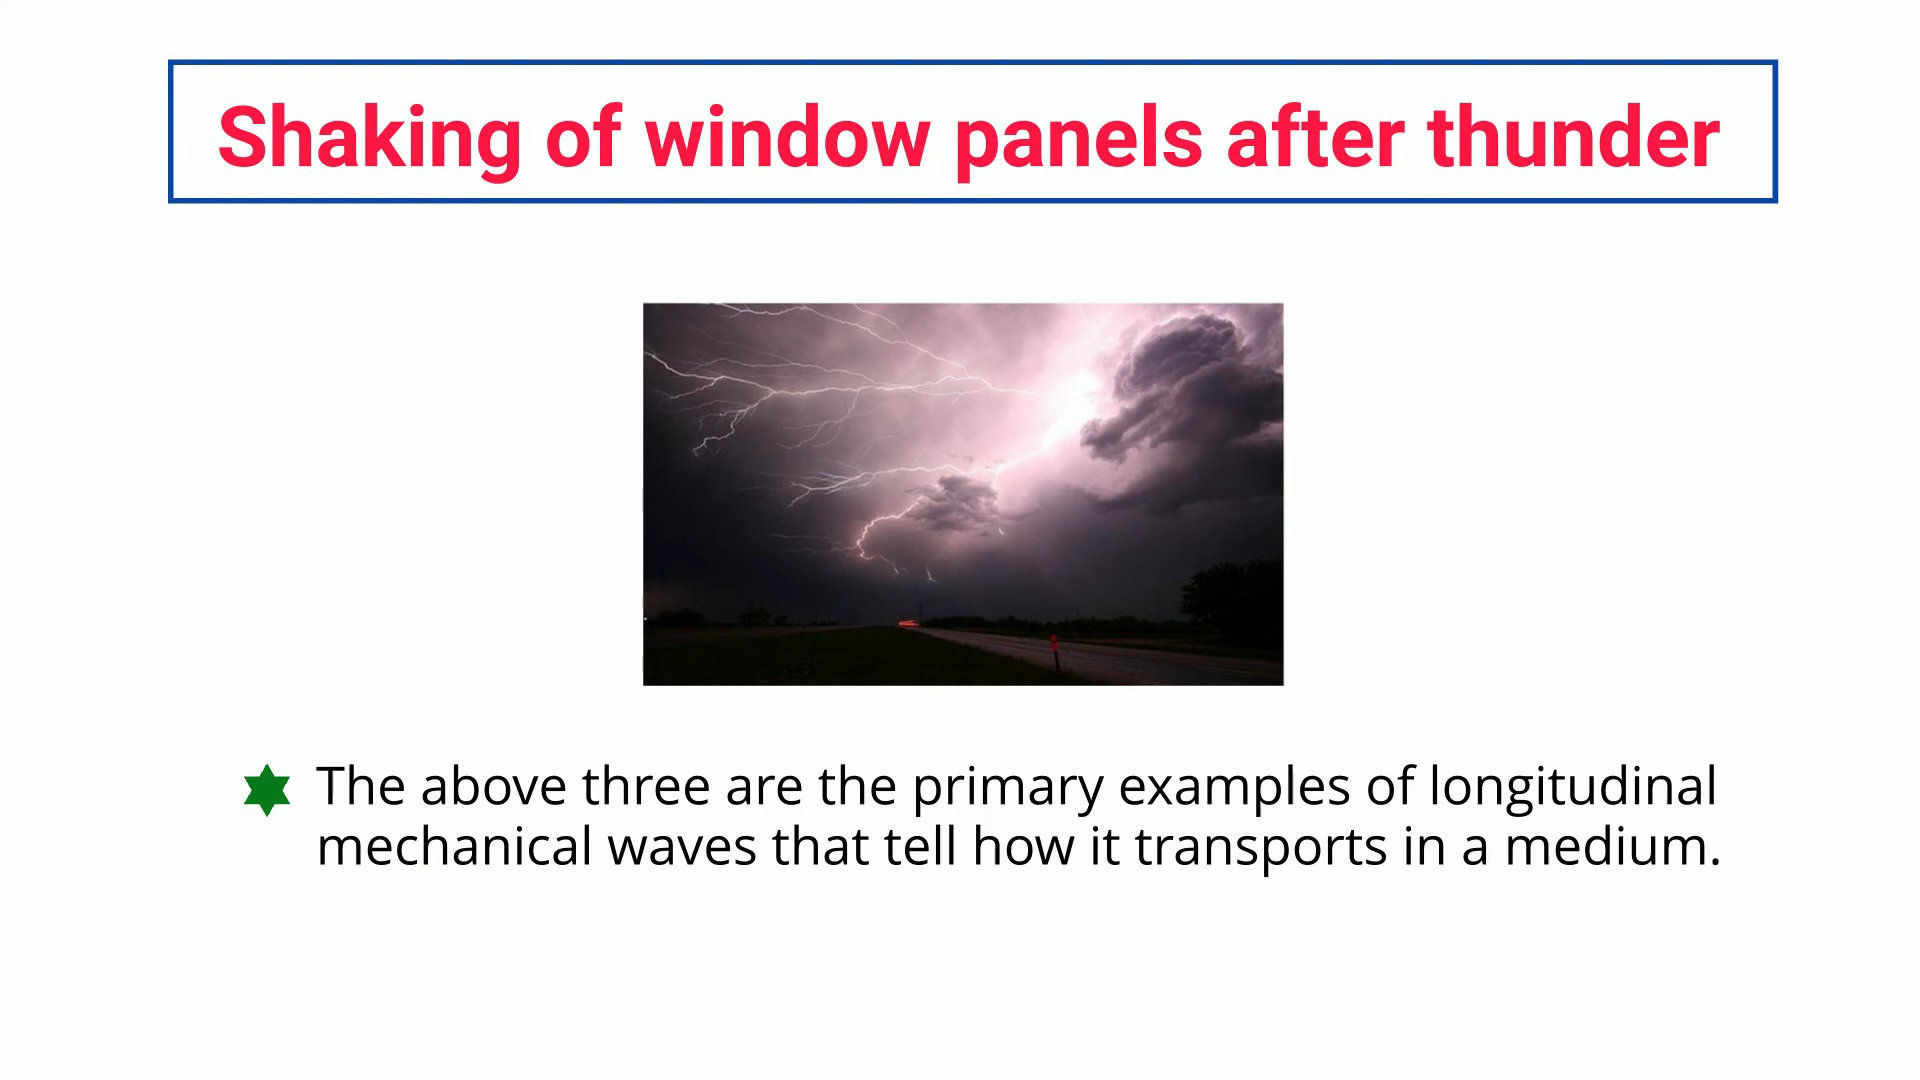 Shaking of window panels after thunder
The above three are the primary examples of longitudinal
mechanical waves that tell how it transports in a medium.